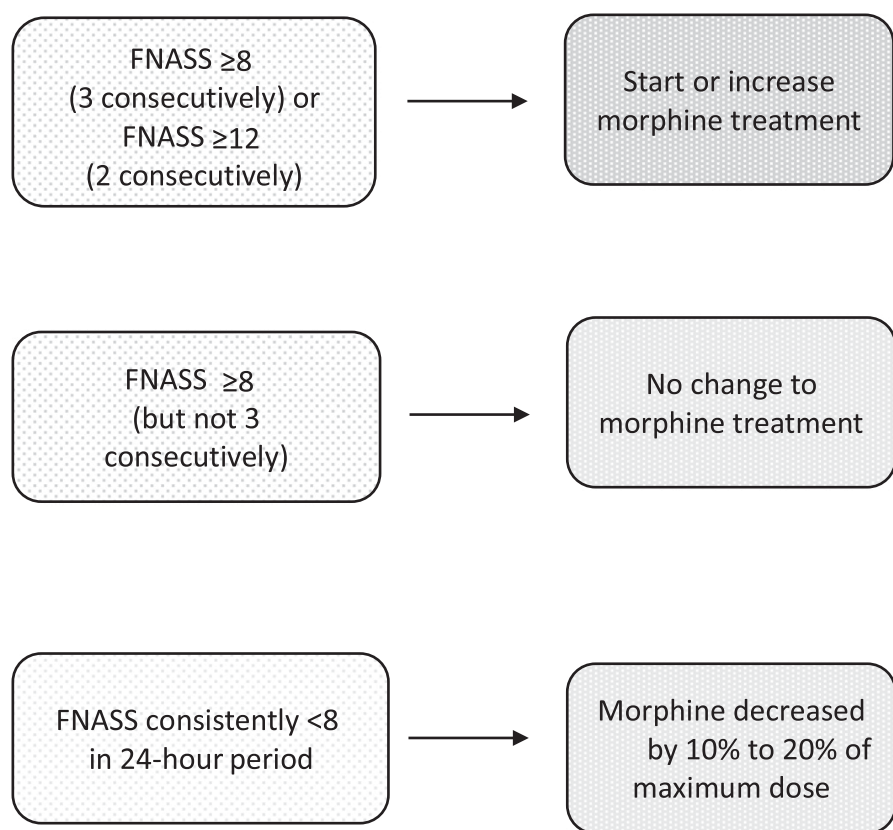 FNASS ≥8
(3 consecutively) or
FNASS ≥12
(2 consecutively)
Start or increase
morphine treatment
FNASS ≥8
(but not 3
consecutively)
No change to
morphine treatment
FNASS consistently <8
in 24-hour period
Morphine decreased
by 10% to 20% of
maximum dose